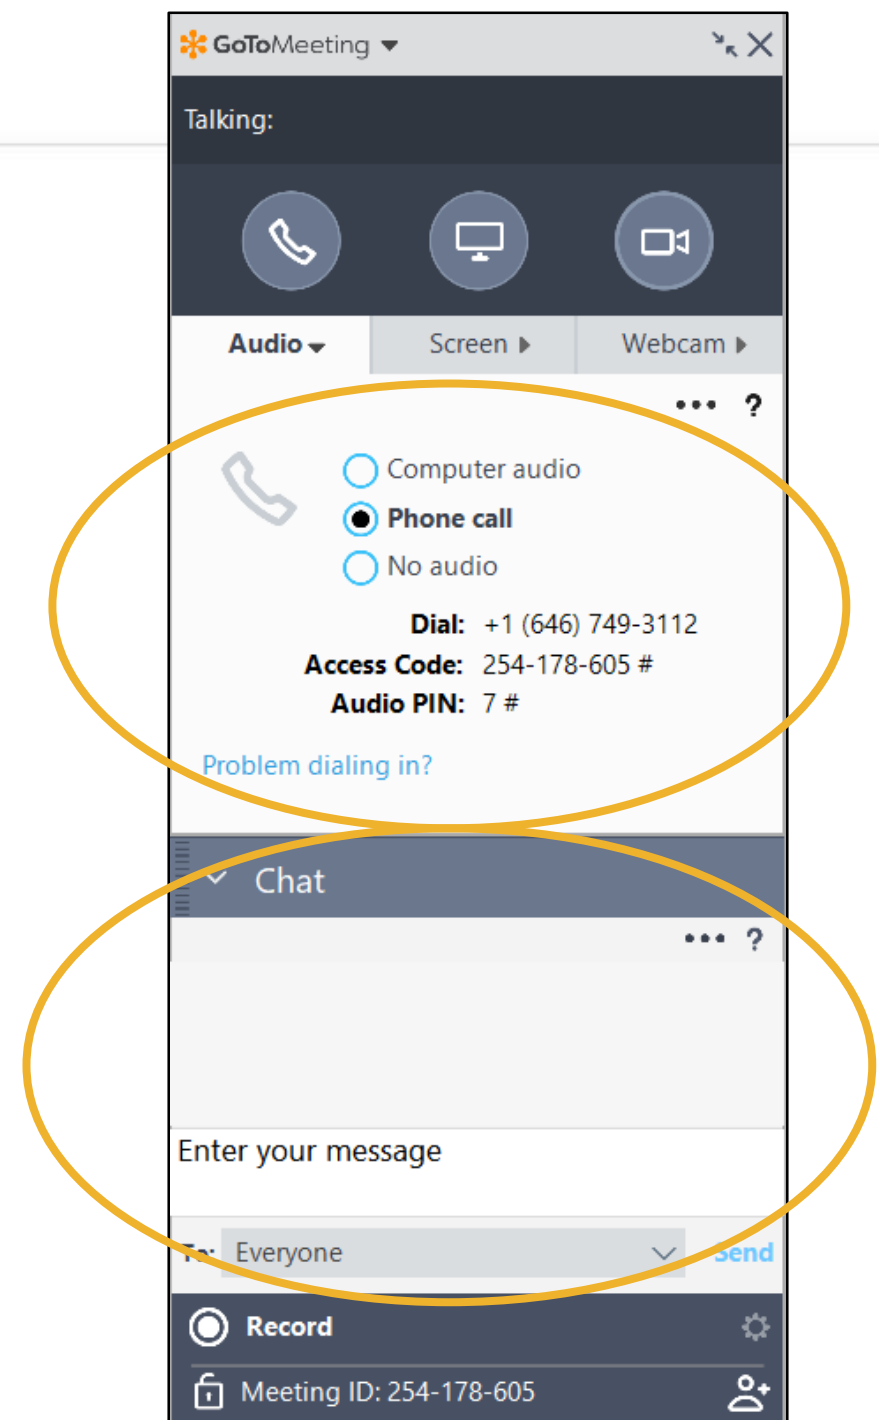 GoToMeeting
Talking:
Audio Screen Webcam
... ?
Computer audio
Phone call
No audio
Dial: +1 (646) 749-3112
Access Code: 254-178-605 #
Audio PIN: 7 #
Problem dialing in?
Chat
... ?
Enter your message
To: Everyone Send
Record
Meeting ID: 254-178-605